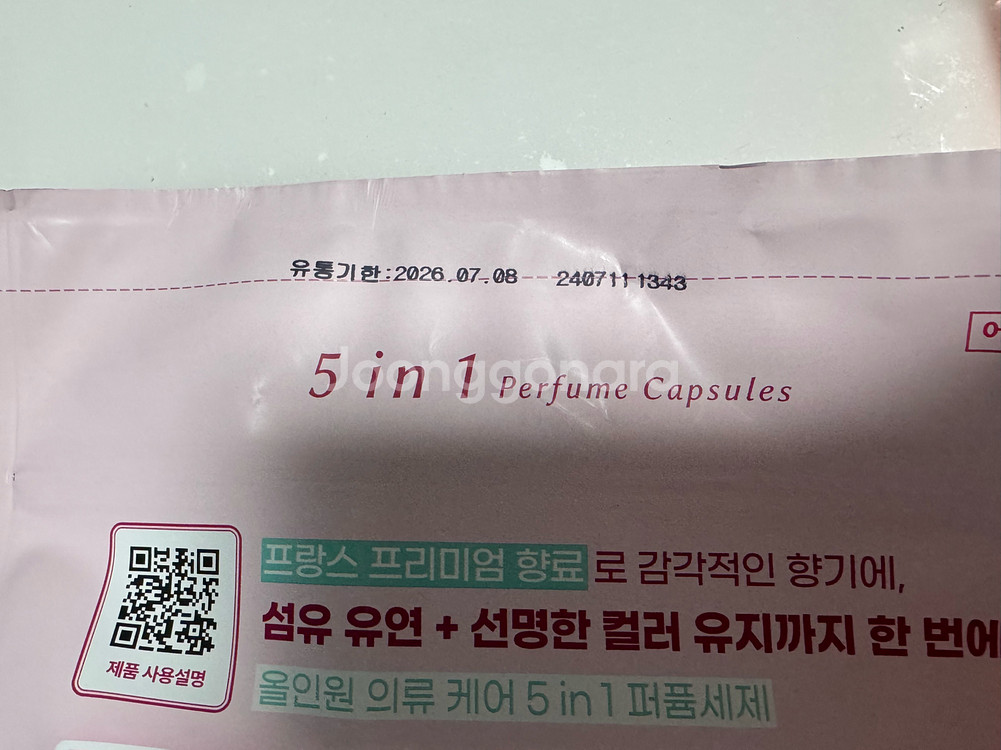 유통기한:2026.07.08 2407111343
5 in 1 Perfume Capsules
Joonggonara
프랑스 프리미엄 향료로 감각적인 향기에,
섬유 유연 + 선명한 컬러 유지까지 한 번에
제품 사용설명
올인원 의류 케어 5 in 1 퍼퓸세제